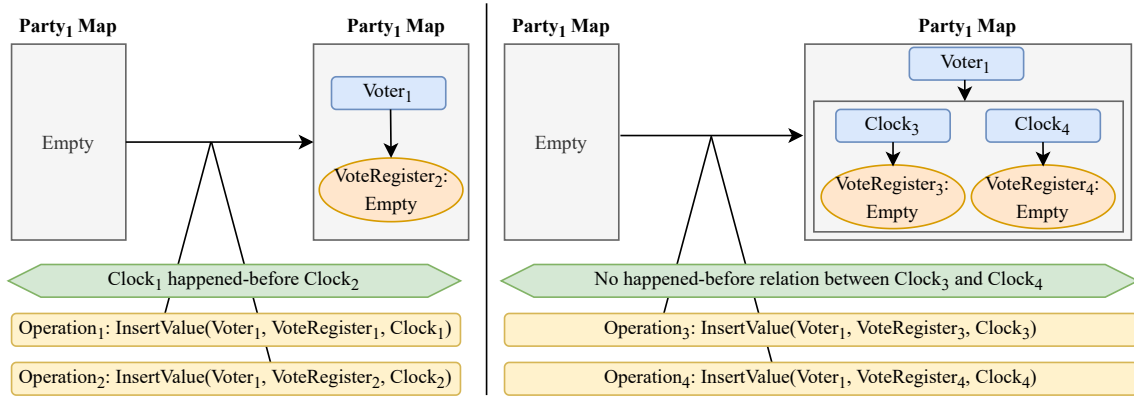 Party₁ Map
Party₁ Map
Empty
Voter₁
VoteRegister₂:
Empty
Clock₁ happened-before Clock₂
Operation₁: InsertValue(Voter₁, VoteRegister₁, Clock₁)
Operation₂: InsertValue(Voter₁, VoteRegister₂, Clock₂)
Party₁ Map
Party₁ Map
Empty
Voter₁
Clock₃
Clock₄
VoteRegister₃:
Empty
VoteRegister₄:
Empty
No happened-before relation between Clock₃ and Clock₄
Operation₃: InsertValue(Voter₁, VoteRegister₃, Clock₃)
Operation₄: InsertValue(Voter₁, VoteRegister₄, Clock₄)